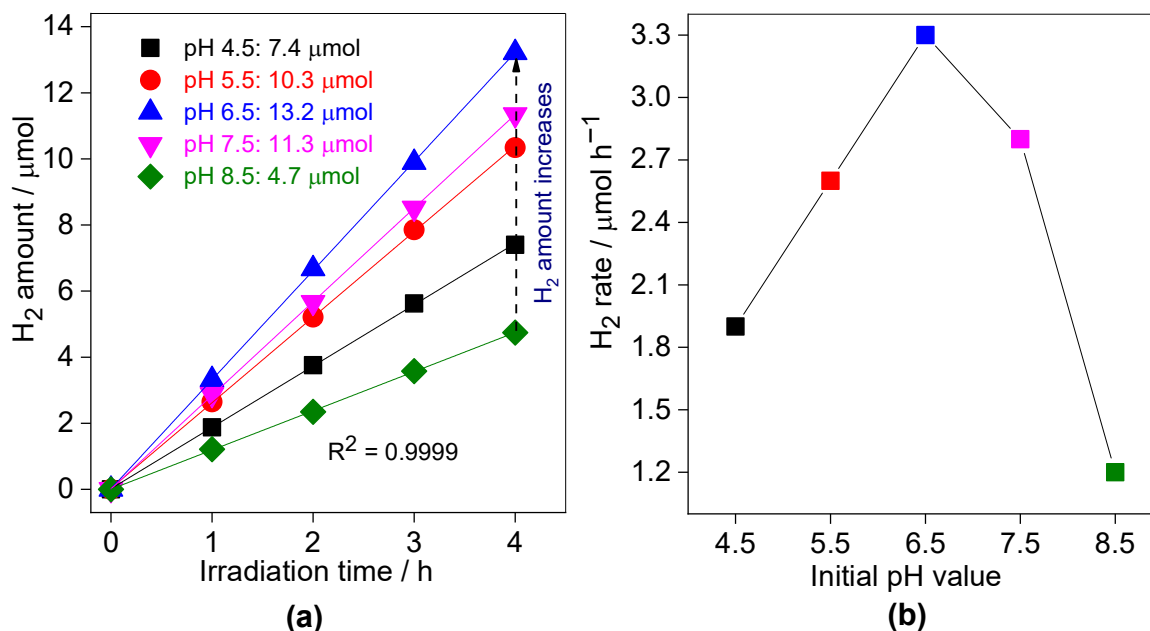 14
12
10
8
6
4
2
0
H₂ amount / μmol
pH 4.5: 7.4 μmol
pH 5.5: 10.3 μmol
pH 6.5: 13.2 μmol
pH 7.5: 11.3 μmol
pH 8.5: 4.7 μmol
H₂ amount increases
R² = 0.9999
0 1 2 3 4
Irradiation time / h
(a)
3.3
3.0
2.7
2.4
2.1
1.8
1.5
1.2
H₂ rate / μmol h⁻¹
4.5 5.5 6.5 7.5 8.5
Initial pH value
(b)